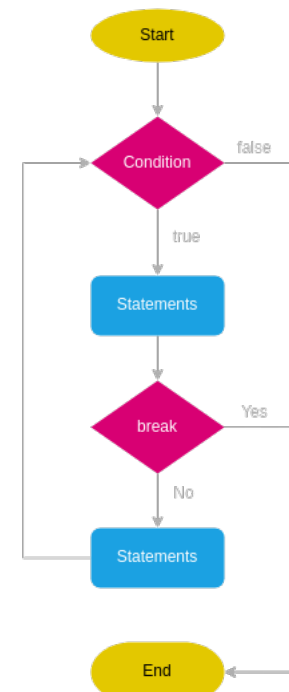 Start
Condition
false
true
Statements
break
Yes
No
Statements
End